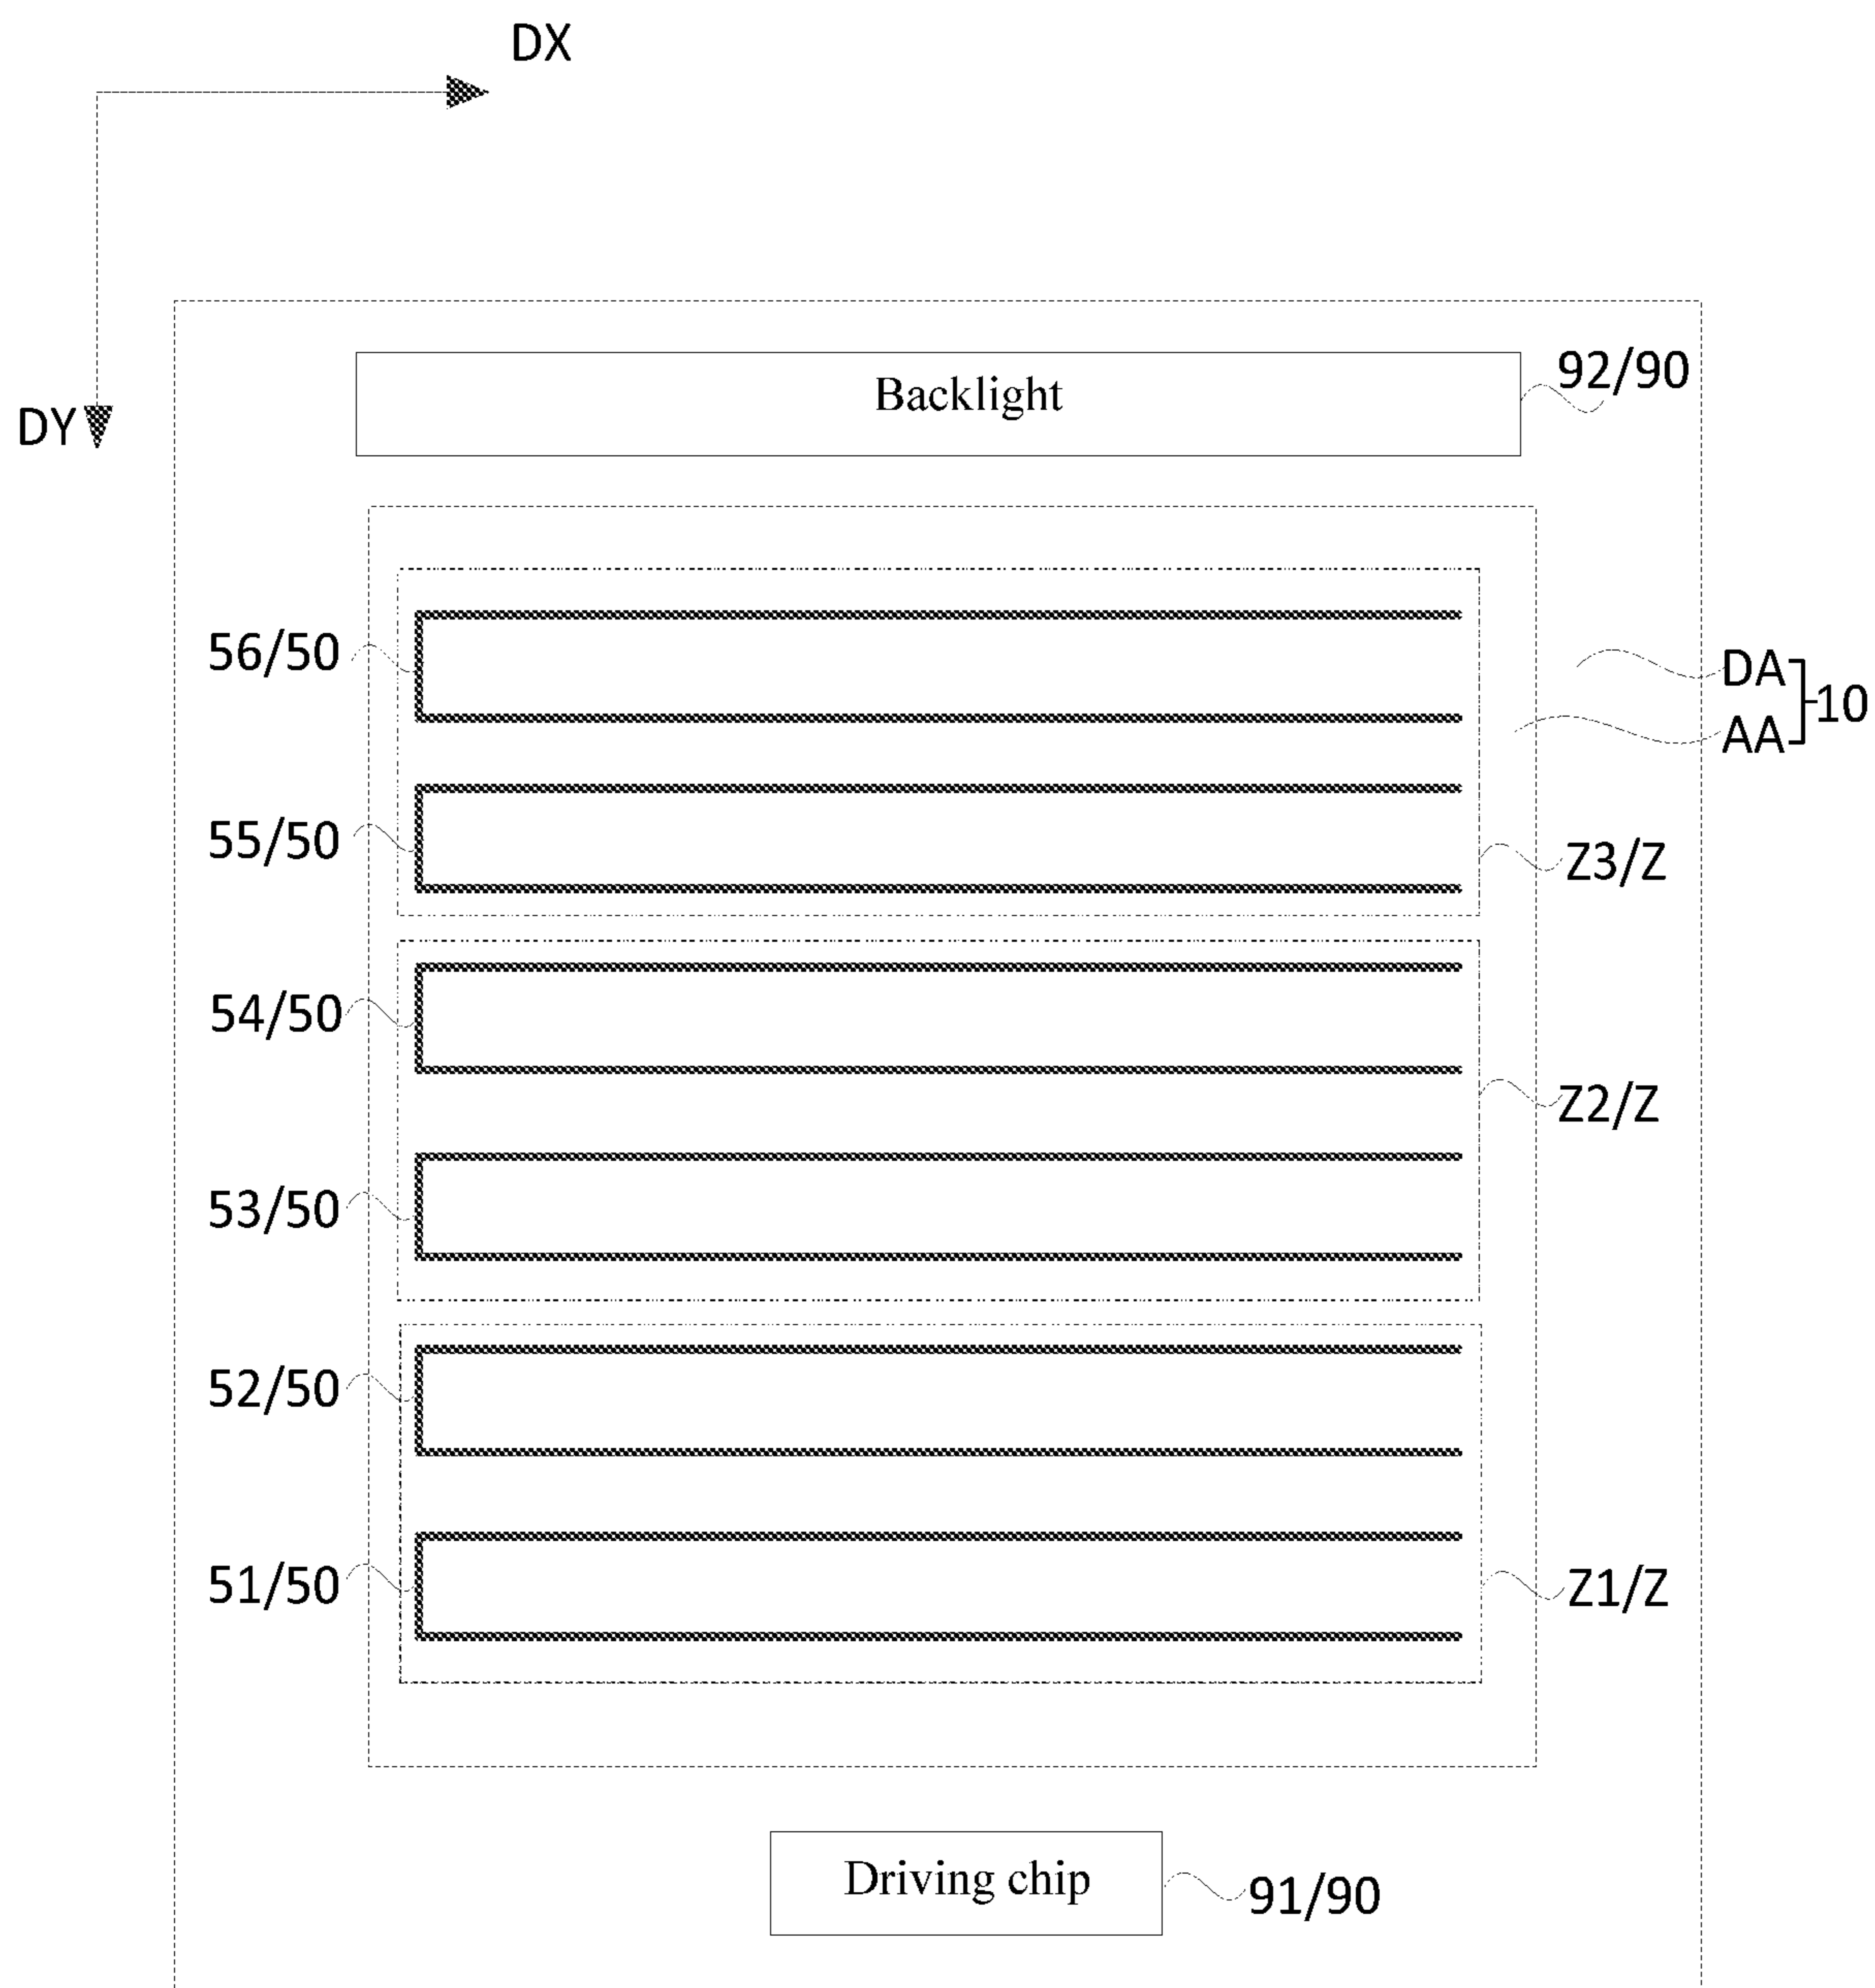 DX
DY
Backlight
92/90
56/50
DA
AA
10
55/50
Z3/Z
54/50
Z2/Z
53/50
52/50
51/50
Z1/Z
Driving chip
91/90